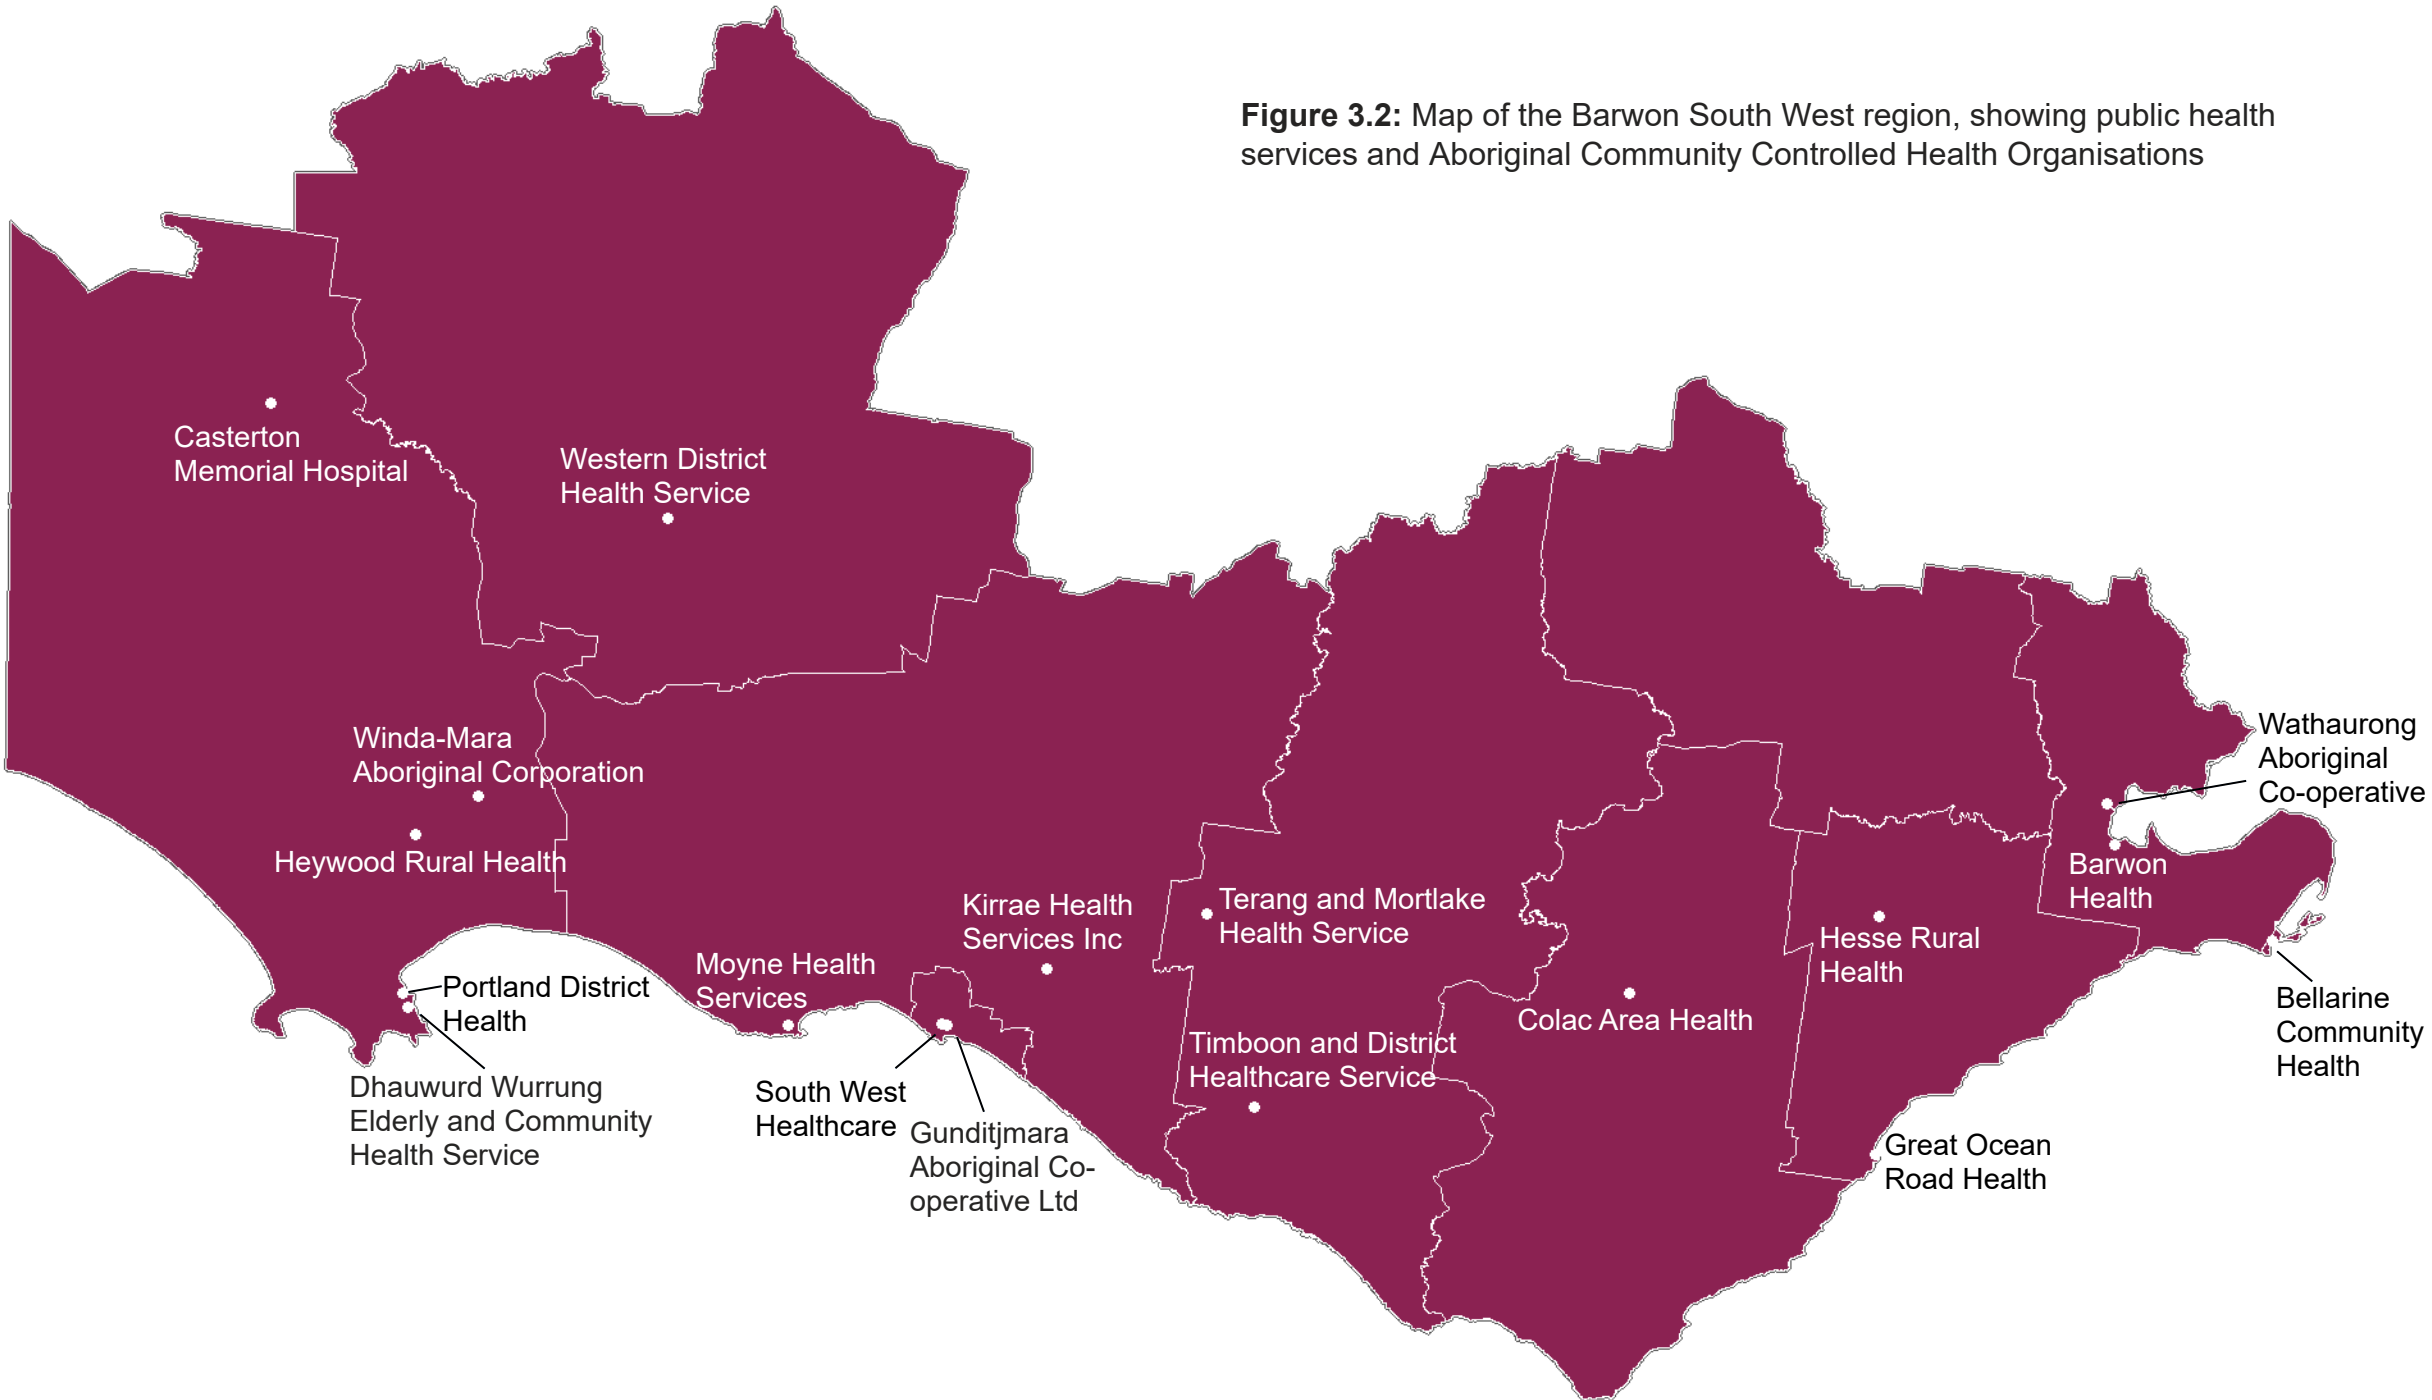 Figure 3.2: Map of the Barwon South West region, showing public health
services and Aboriginal Community Controlled Health Organisations
Casterton
Memorial Hospital
Western District
Health Service
Winda-Mara
Aboriginal Corporation
Heywood Rural Health
Portland District
Health
Dhauwurd Wurrung
Elderly and Community
Health Service
Moyne Health
Services
South West
Healthcare
Gunditjmara
Aboriginal Co-
operative Ltd
Kirrae Health
Services Inc
Terang and Mortlake
Health Service
Timboon and District
Healthcare Service
Colac Area Health
Hesse Rural
Health
Great Ocean
Road Health
Wathaurong
Aboriginal
Co-operative
Barwon
Health
Bellarine
Community
Health